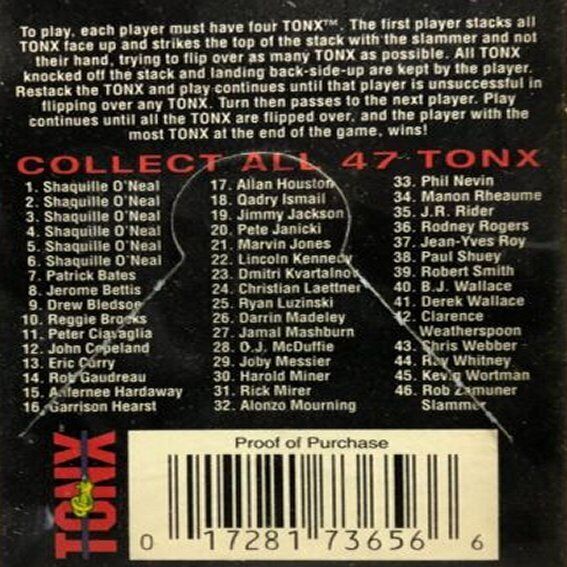 To play, each player must have four TONX™. The first player stacks all
TONX face up and strikes the top of the stack with the slammer and not
their hand, trying to flip over as many TONX as possible. All TONX
knocked off the stack and landing back-side-up are kept by the player.
Restack the TONX and play continues until that player is unsuccessful in
flipping over any TONX. Turn then passes to the next player. Play
continues until all the TONX are flipped over, and the player with the
most TONX at the end of the game, wins!
COLLECT ALL 47 TONX
1. Shaquille O'Neal
2. Shaquille O'Neal
3. Shaquille O'Neal
4. Shaquille O'Neal
5. Shaquille O'Neal
6. Shaquille O'Neal
7. Patrick Bates
8. Jerome Bettis
9. Drew Bledsoe
10. Reggie Brooks
11. Peter Ciavaglia
12. John Copeland
13. Eric Curry
14. Rob Gaudreau
15. Anfernee Hardaway
16. Garrison Hearst
17. Allan Houston
18. Qadry Ismail
19. Jimmy Jackson
20. Pete Janicki
21. Marvin Jones
22. Lincoln Kennedy
23. Dmitri Kvartalnov
24. Christian Laettner
25. Ryan Luzinski
26. Darrin Madeley
27. Jamal Mashburn
28. O.J. McDuffie
29. Joby Messier
30. Harold Miner
31. Rick Mirer
32. Alonzo Mourning
33. Phil Nevin
34. Manon Rheaume
35. J.R. Rider
36. Rodney Rogers
37. Jean-Yves Roy
38. Paul Shuey
39. Robert Smith
40. B.J. Wallace
41. Derek Wallace
42. Clarence
Weatherspoon
43. Chris Webber
44. Ray Whitney
45. Kevin Wortman
46. Rob Zamuner
Slammer
TONX
Proof of Purchase
0 17281 73656 6